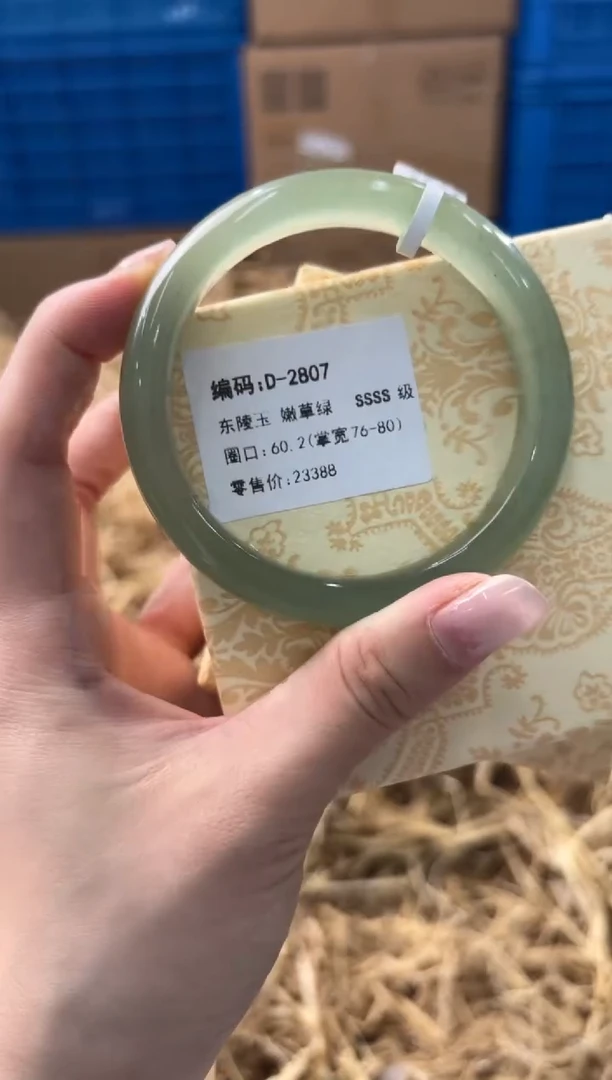 编码:D-2807
东陵玉 嫩草绿 SSSS 级
圈口:60.2(掌宽76-80)
零售价:23388